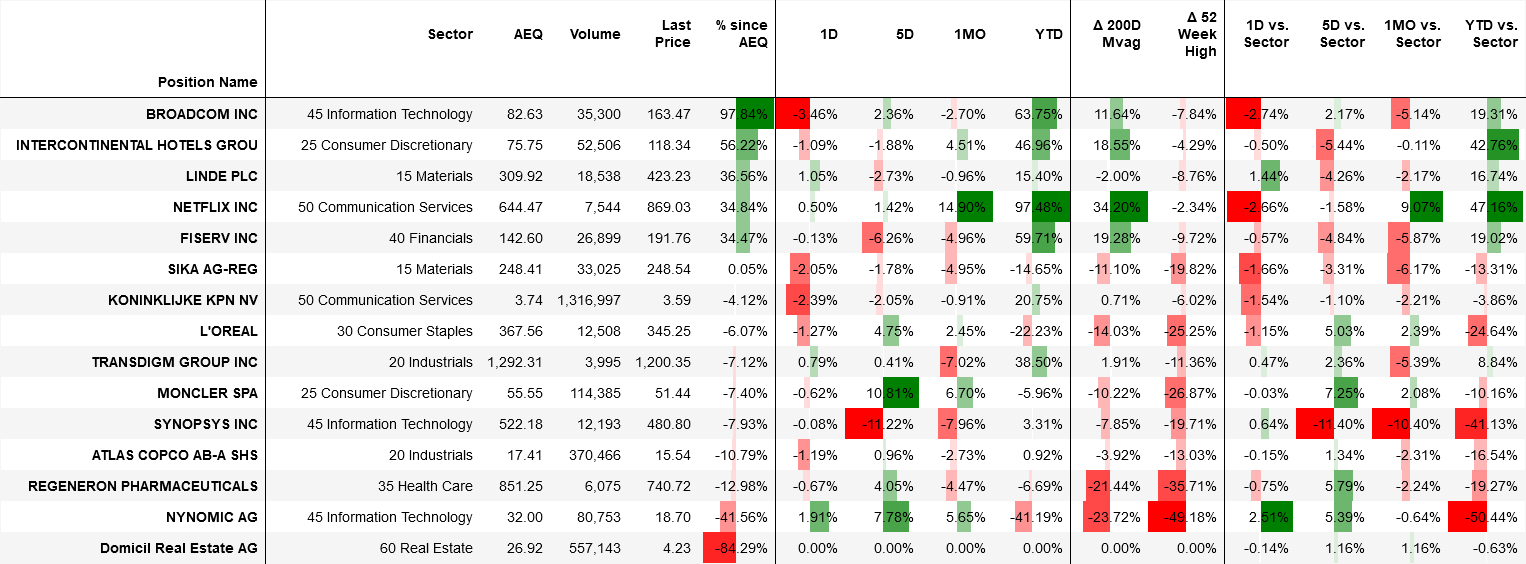 Position Name Sector AEQ Volume Last Price % since AEQ 1D 5D 1MO YTD Δ 200D Mvag Δ 52 Week High 1D vs. Sector 5D vs. Sector 1MO vs. Sector YTD vs. Sector
BROADCOM INC 45 Information Technology 82.63 35,300 163.47 97.84% -3.46% 2.36% -2.70% 63.75% 11.64% -7.84% -2.74% 2.17% -5.14% 19.31%
INTERCONTINENTAL HOTELS GROU 25 Consumer Discretionary 75.75 52,506 118.34 56.22% -1.09% -1.88% 4.51% 46.96% 18.55% -4.29% -0.50% -5.44% -0.11% 42.76%
LINDE PLC 15 Materials 309.92 18,538 423.23 36.56% 1.05% -2.73% -0.96% 15.40% -2.00% -8.76% 1.44% -4.26% -2.17% 16.74%
NETFLIX INC 50 Communication Services 644.47 7,544 869.03 34.84% 0.50% 1.42% 14.90% 97.48% 34.20% -2.34% -2.66% -1.58% 9.07% 47.16%
FISERV INC 40 Financials 142.60 26,899 191.76 34.47% -0.13% -6.26% -4.96% 59.71% 19.28% -9.72% -0.57% -4.84% -5.87% 19.02%
SIKA AG-REG 15 Materials 248.41 33,025 248.54 0.05% -2.05% -1.78% -4.95% -14.65% -11.10% -19.82% -1.66% -3.31% -6.17% -13.31%
KONINKLIJKE KPN NV 50 Communication Services 3.74 1,316,997 3.59 -4.12% -2.39% -2.05% -0.91% 20.75% 0.71% -6.02% -1.54% -1.10% -2.21% -3.86%
L'OREAL 30 Consumer Staples 367.56 12,508 345.25 -6.07% -1.27% 4.75% 2.45% -22.23% -14.03% -25.25% -1.15% 5.03% 2.39% -24.64%
TRANSDIGM GROUP INC 20 Industrials 1,292.31 3,995 1,200.35 -7.12% 0.79% 0.41% -7.02% 38.50% 1.91% -11.36% 0.47% 2.36% -5.39% 8.84%
MONCLER SPA 25 Consumer Discretionary 55.55 114,385 51.44 -7.40% -0.62% 10.81% 6.70% -5.96% -10.22% -26.87% -0.03% 7.25% 2.08% -10.16%
SYNOPSYS INC 45 Information Technology 522.18 12,193 480.80 -7.93% -0.08% -11.22% -7.96% 3.31% -7.85% -19.71% 0.64% -11.40% -10.40% -41.13%
ATLAS COPCO AB-A SHS 20 Industrials 17.41 370,466 15.54 -10.79% -1.19% 0.96% -2.73% 0.92% -3.92% -13.03% -0.15% 1.34% -2.31% -16.54%
REGENERON PHARMACEUTICALS 35 Health Care 851.25 6,075 740.72 -12.98% -0.67% 4.05% -4.47% -6.69% -21.44% -35.71% -0.75% 5.79% -2.24% -19.27%
NYNOMIC AG 45 Information Technology 32.00 80,753 18.70 -41.56% 1.91% 7.78% 5.65% -41.19% -23.72% -49.18% 2.51% 5.39% -0.64% -50.44%
Domicil Real Estate AG 60 Real Estate 26.92 557,143 4.23 -84.29% 0.00% 0.00% 0.00% 0.00% 0.00% 0.00% -0.14% 1.16% 1.16% -0.63%